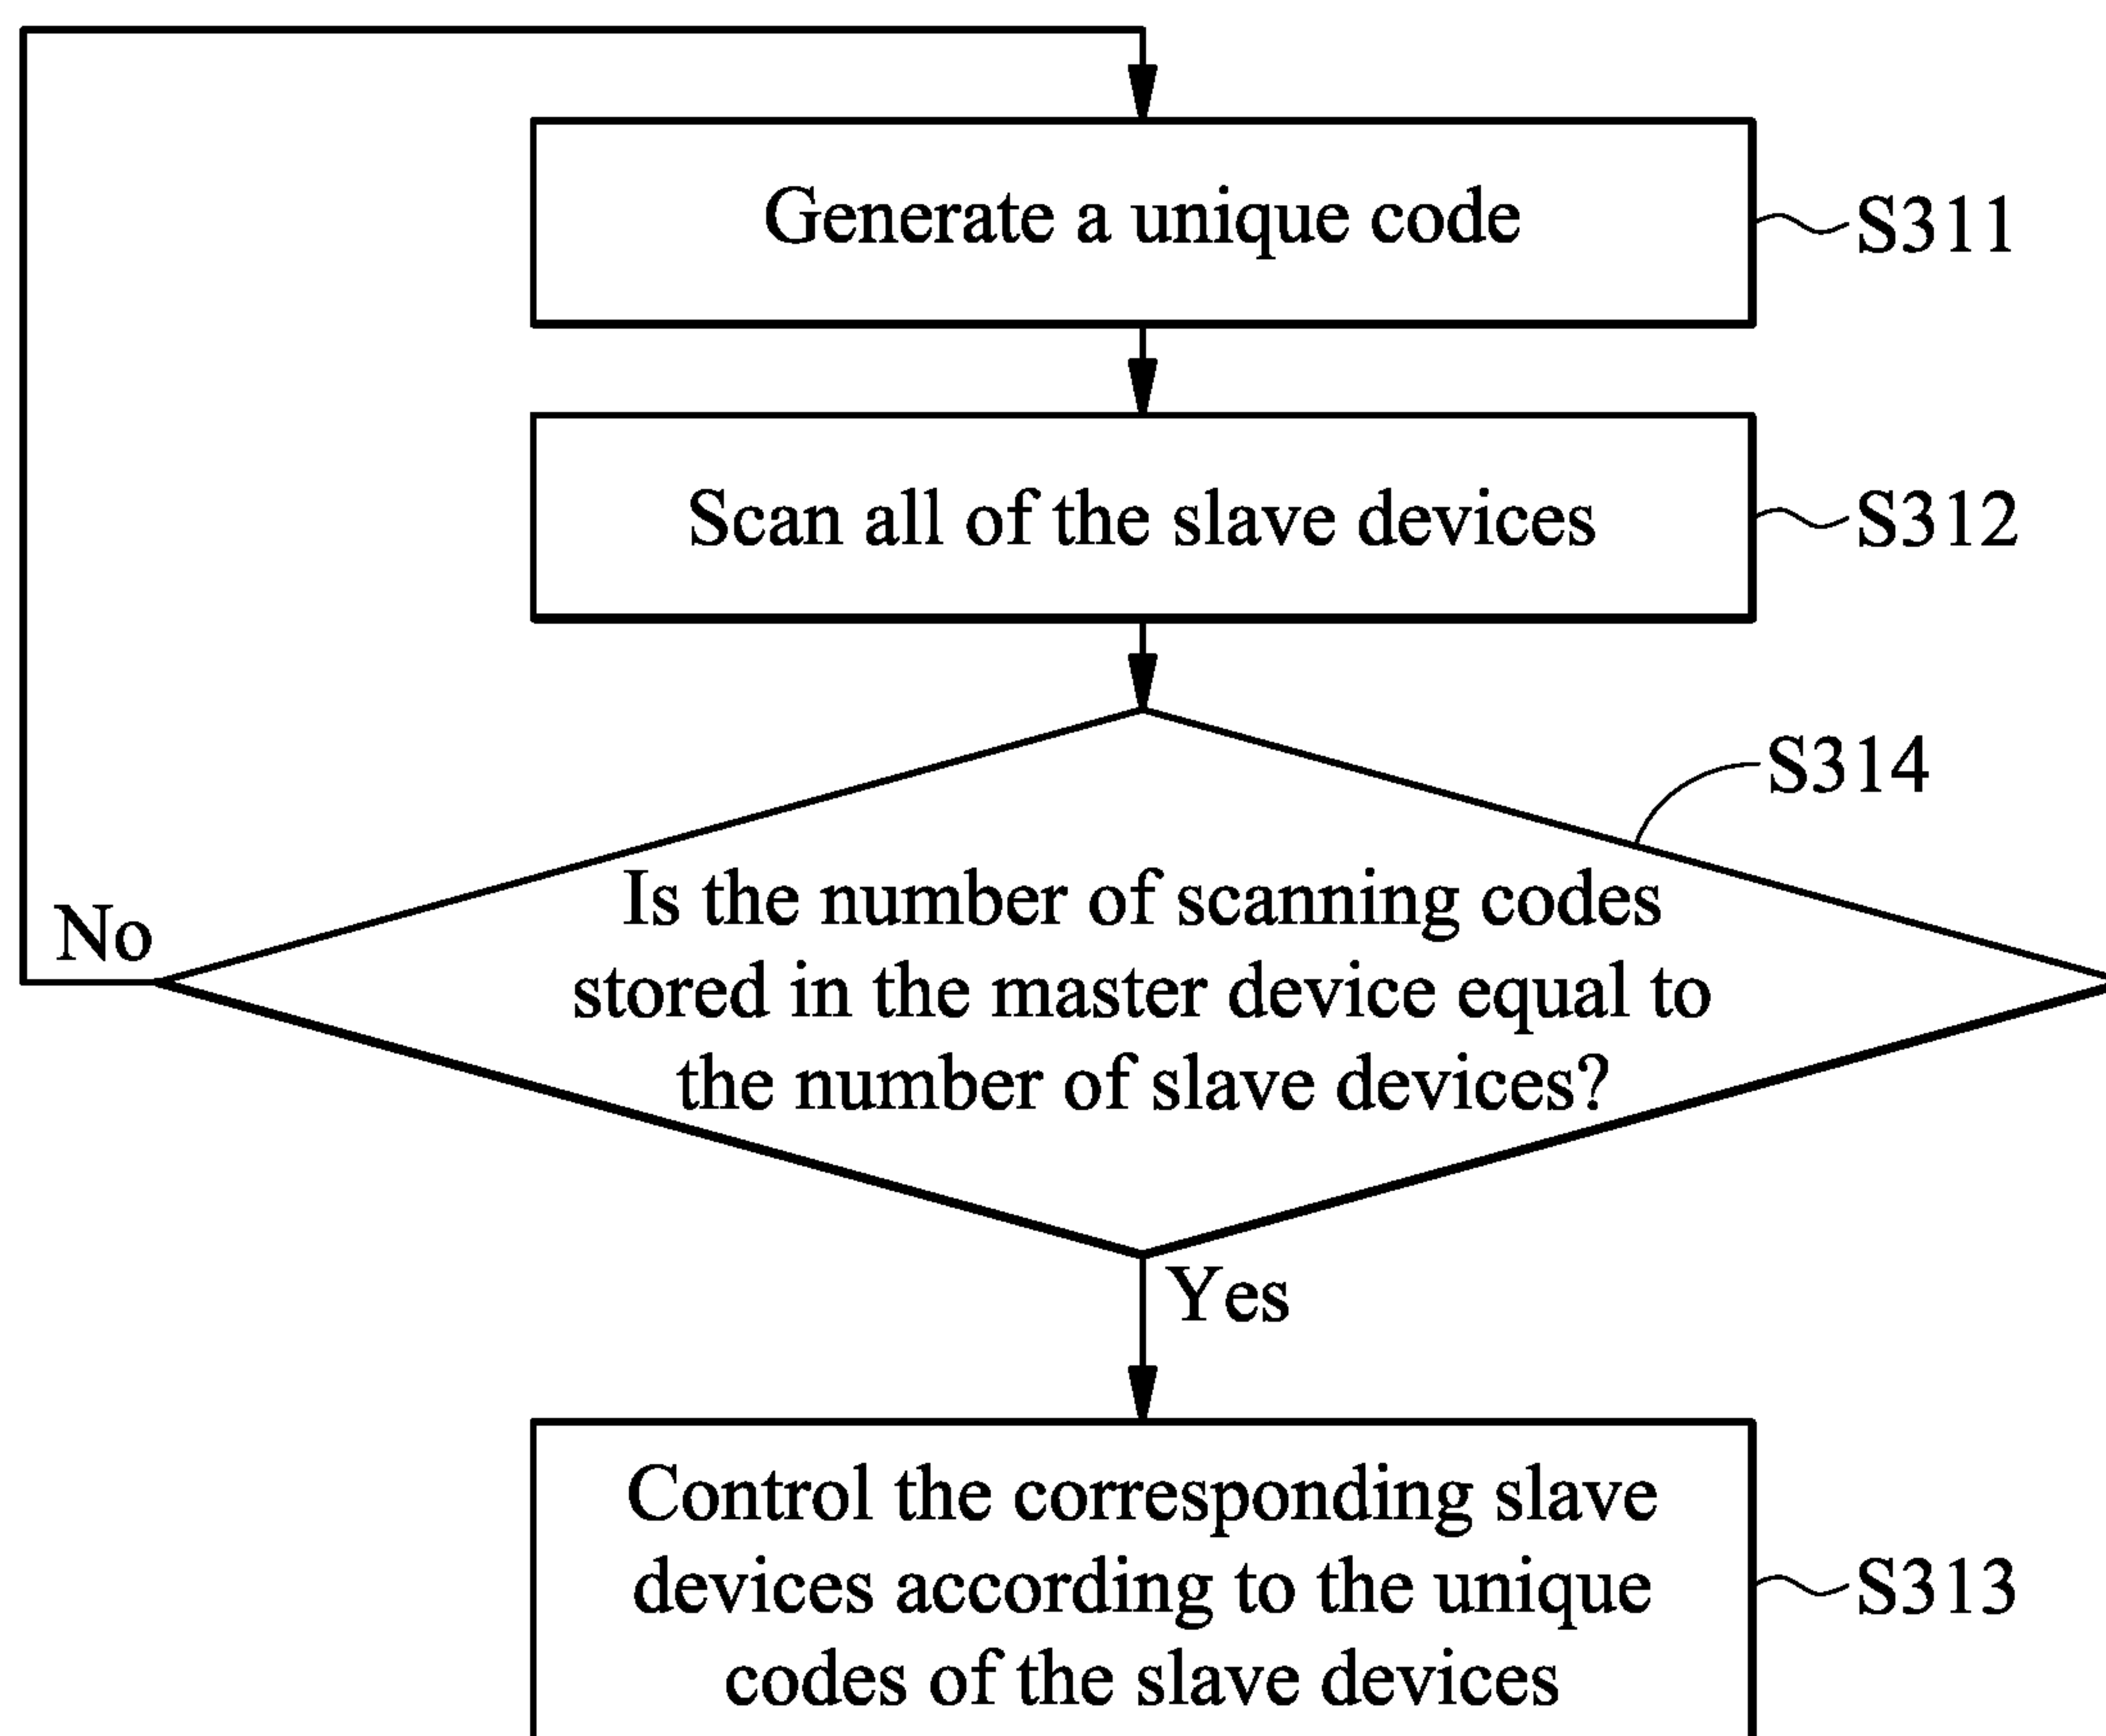 Generate a unique code
S311
Scan all of the slave devices
S312
S314
Is the number of scanning codes
stored in the master device equal to
the number of slave devices?
No
Yes
Control the corresponding slave
devices according to the unique
codes of the slave devices
S313